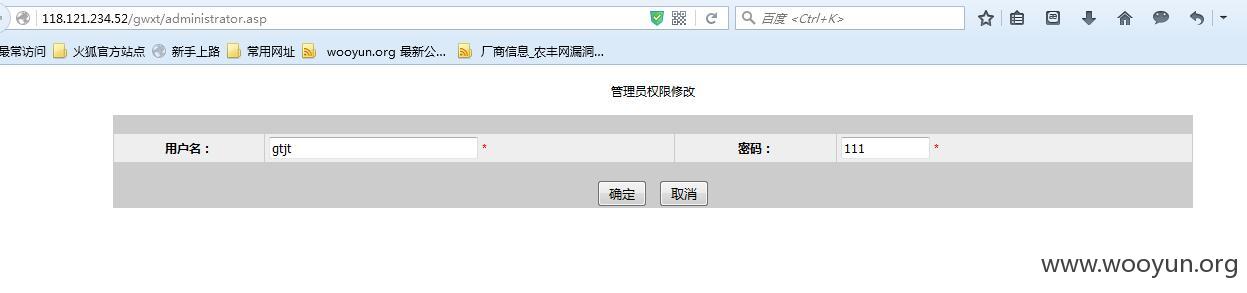 118.121.234.52/gwxt/administrator.asp 百度 <Ctrl+K>
最常访问 火狐官方站点 新手上路 常用网址 wooyun.org 最新公... 厂商信息_农丰网漏洞...
管理员权限修改
用户名： gtjt * 密码： 111 *
确定 取消
www.wooyun.org